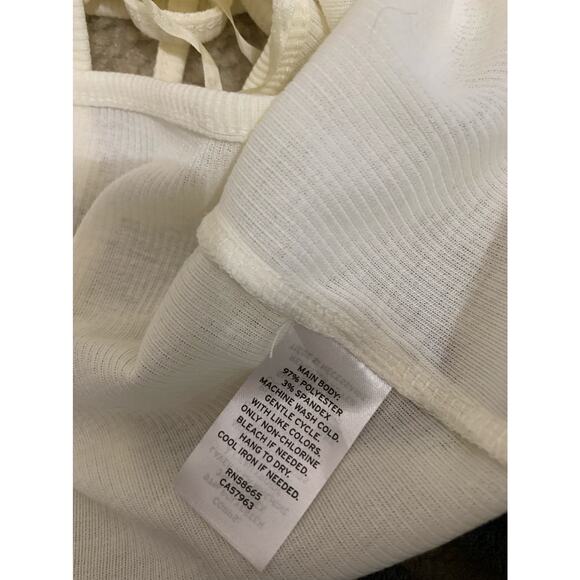 MAIN BODY:
97% POLYESTER
3% SPANDEX
MACHINE WASH COLD.
GENTLE CYCLE.
WITH LIKE COLORS.
ONLY NON-CHLORINE
BLEACH IF NEEDED.
HANG TO DRY.
COOL IRON IF NEEDED.
RN58665
CA57963